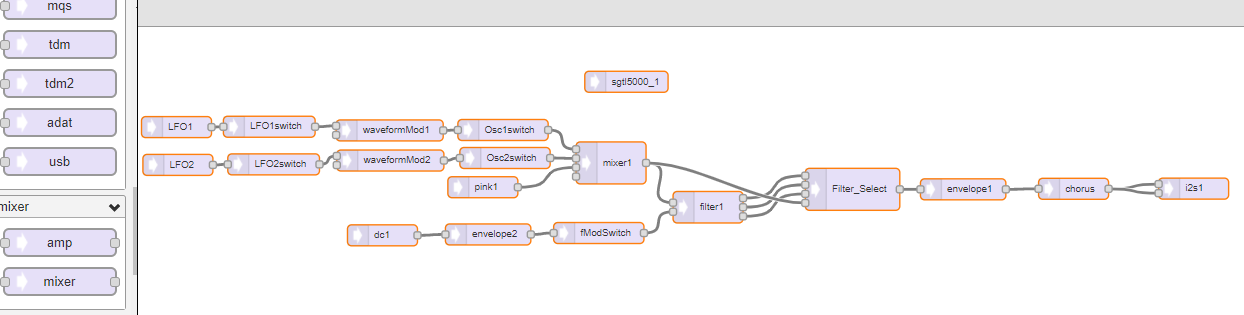 mqs
tdm
tdm2
adat
usb
mixer
amp
mixer
sgtl5000_1
LFO1
LFO1switch
waveformMod1
Osc1switch
LFO2
LFO2switch
waveformMod2
Osc2switch
mixer1
pink1
Filter_Select
envelope1
chorus
i2s1
filter1
dc1
envelope2
fModSwitch